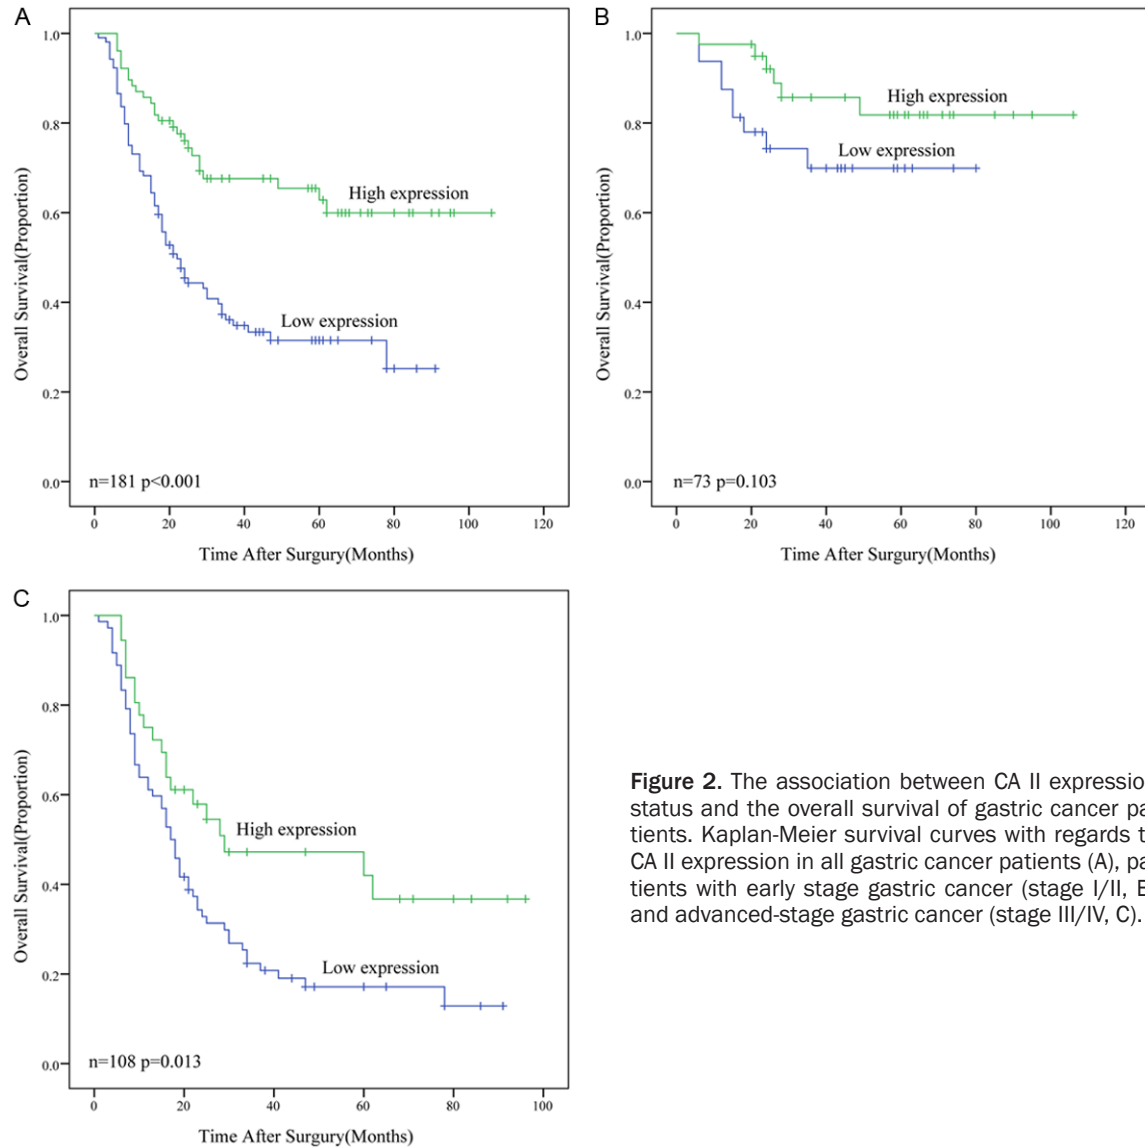 A
1.0
0.8
0.6
0.4
0.2
0.0
Overall Survival(Proportion)
High expression
Low expression
n=181 p<0.001
0 20 40 60 80 100 120
Time After Surgury(Months)
B
1.0
0.8
0.6
0.4
0.2
0.0
Overall Survival(Proportion)
High expression
Low expression
n=73 p=0.103
0 20 40 60 80 100 120
Time After Surgury(Months)
C
1.0
0.8
0.6
0.4
0.2
0.0
Overall Survival(Proportion)
High expression
Low expression
n=108 p=0.013
0 20 40 60 80 100
Time After Surgury(Months)
Figure 2. The association between CA II expressio
status and the overall survival of gastric cancer pa
tients. Kaplan-Meier survival curves with regards t
CA II expression in all gastric cancer patients (A), pa
tients with early stage gastric cancer (stage I/II, B
and advanced-stage gastric cancer (stage III/IV, C).